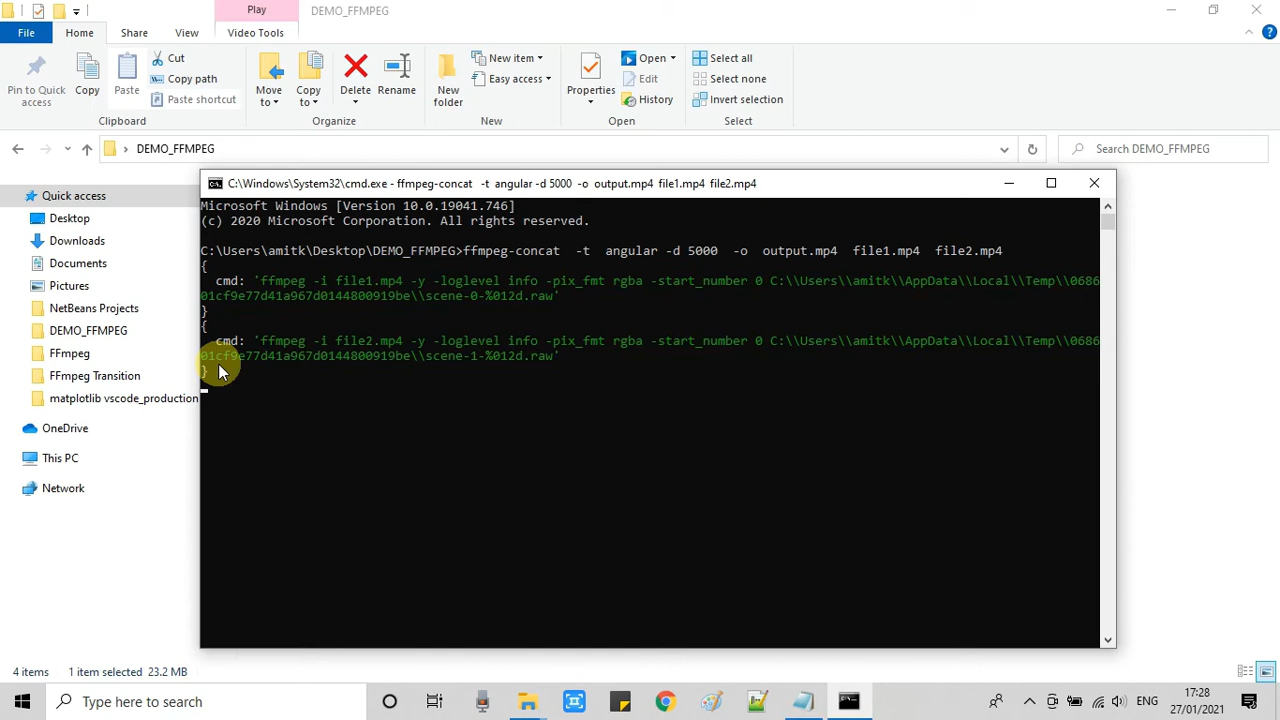 Play
DEMO_FFMPEG
File
Home
Share
View
Video Tools
Pin to Quick access
Copy
Paste
Cut
Copy path
Paste shortcut
Clipboard
Move to
Copy to
Delete
Rename
Organize
New folder
New item
Easy access
New
Properties
Open
Edit
History
Open
Select all
Select none
Invert selection
Select
DEMO_FFMPEG
Search DEMO_FFMPEG
Quick access
Desktop
Downloads
Documents
Pictures
NetBeans Projects
DEMO_FFMPEG
FFmpeg
FFmpeg Transition
matplotlib vscode_production
OneDrive
This PC
Network
C:\Windows\System32\cmd.exe - ffmpeg-concat  -t  angular -d 5000  -o  output.mp4  file1.mp4  file2.mp4
Microsoft Windows [Version 10.0.19041.746]
(c) 2020 Microsoft Corporation. All rights reserved.
C:\Users\amitk\Desktop\DEMO_FFMPEG>ffmpeg-concat  -t  angular -d 5000  -o  output.mp4  file1.mp4  file2.mp4
{
cmd: 'ffmpeg -i file1.mp4 -y -loglevel info -pix_fmt rgba -start_number 0 C:\\Users\\amitk\\AppData\\Local\\Temp\\0686
01cf9e77d41a967d0144800919be\\scene-0-%012d.raw'
}
{
cmd: 'ffmpeg -i file2.mp4 -y -loglevel info -pix_fmt rgba -start_number 0 C:\\Users\\amitk\\AppData\\Local\\Temp\\0686
01cf9e77d41a967d0144800919be\\scene-1-%012d.raw'
}
4 items
1 item selected  23.2 MB
Type here to search
ENG
17:28
27/01/2021